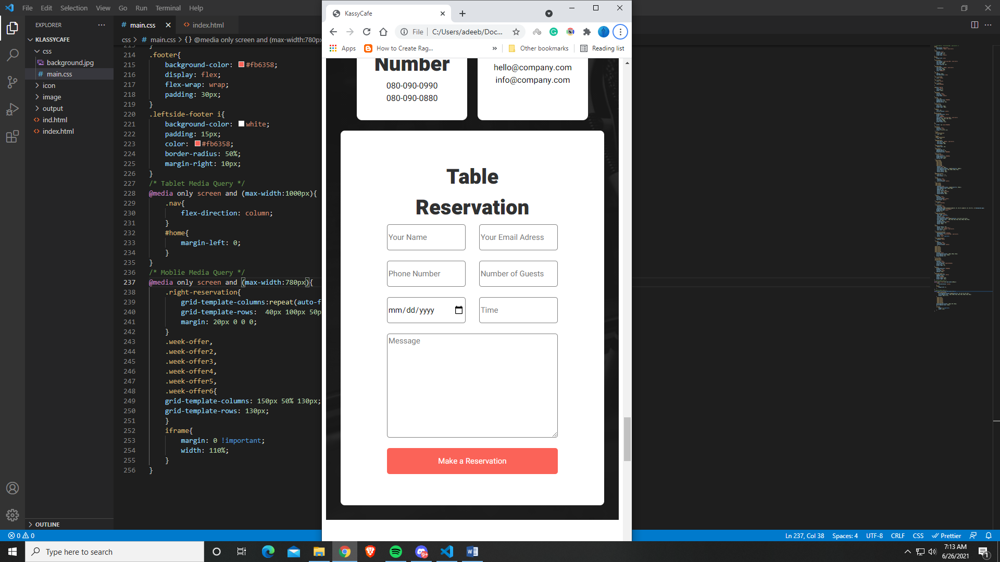 File Edit Selection View Go Run Terminal Help
EXPLORER
KLASSYCAFE
css
background.jpg
# main.css
icon
image
output
<> ind.html
<> index.html
OUTLINE
# main.css
<> index.html
css > # main.css > {} @media only screen and (max-width:780px
213 }
214 .footer{
215 background-color: #fb6358;
216 display: flex;
217 flex-wrap: wrap;
218 padding: 30px;
219 }
220 .leftside-footer i{
221 background-color: white;
222 padding: 15px;
223 color: #fb6358;
224 border-radius: 50%;
225 margin-right: 10px;
226 }
227 /* Tablet Media Query */
228 @media only screen and (max-width:1000px){
229 .nav{
230 flex-direction: column;
231 }
232 #home{
233 margin-left: 0;
234 }
235 }
236 /* Moblie Media Query */
237 @media only screen and (max-width:780px){
238 .right-reservation{
239 grid-template-columns:repeat(auto-f
240 grid-template-rows: 40px 100px 50p
241 margin: 20px 0 0 0;
242 }
243 .week-offer,
244 .week-offer2,
245 .week-offer3,
246 .week-offer4,
247 .week-offer5,
248 .week-offer6{
249 grid-template-columns: 150px 50% 130px;
250 grid-template-rows: 130px;
251 }
252 iframe{
253 margin: 0 !important;
254 width: 110%;
255 }
256 }
KassyCafe
File C:/Users/adeeb/Doc...
Apps How to Create Rag... » Other bookmarks Reading list
Number
080-090-0990
080-090-0880
hello@company.com
info@company.com
Table
Reservation
Your Name Your Email Adress
Phone Number Number of Guests
mm/dd/yyyy Time
Message
Make a Reservation
0 0
Ln 237, Col 38 Spaces: 4 UTF-8 CRLF CSS Prettier
Type here to search
9+
W
7:13 AM
6/26/2021
1